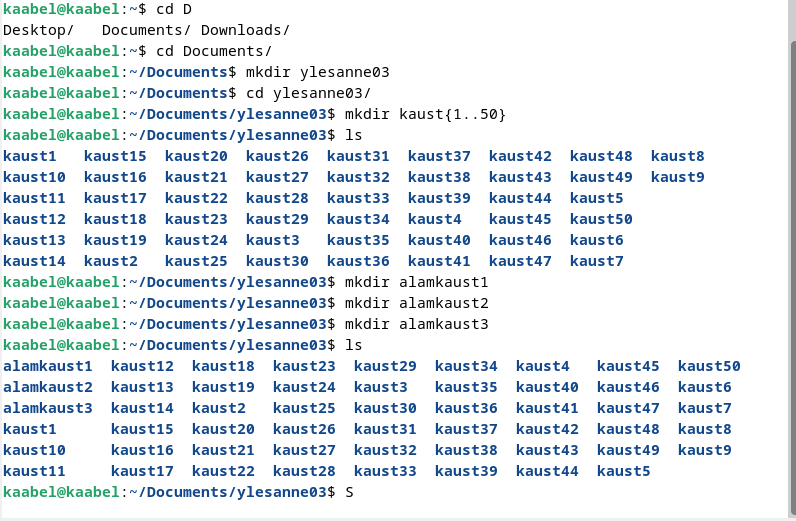 kaabel@kaabel:~$ cd D
Desktop/   Documents/ Downloads/
kaabel@kaabel:~$ cd Documents/
kaabel@kaabel:~/Documents$ mkdir ylesanne03
kaabel@kaabel:~/Documents$ cd ylesanne03/
kaabel@kaabel:~/Documents/ylesanne03$ mkdir kaust{1..50}
kaabel@kaabel:~/Documents/ylesanne03$ ls
kaust1   kaust15  kaust20  kaust26  kaust31  kaust37  kaust42  kaust48  kaust8
kaust10  kaust16  kaust21  kaust27  kaust32  kaust38  kaust43  kaust49  kaust9
kaust11  kaust17  kaust22  kaust28  kaust33  kaust39  kaust44  kaust5
kaust12  kaust18  kaust23  kaust29  kaust34  kaust4   kaust45  kaust50
kaust13  kaust19  kaust24  kaust3   kaust35  kaust40  kaust46  kaust6
kaust14  kaust2   kaust25  kaust30  kaust36  kaust41  kaust47  kaust7
kaabel@kaabel:~/Documents/ylesanne03$ mkdir alamkaust1
kaabel@kaabel:~/Documents/ylesanne03$ mkdir alamkaust2
kaabel@kaabel:~/Documents/ylesanne03$ mkdir alamkaust3
kaabel@kaabel:~/Documents/ylesanne03$ ls
alamkaust1  kaust12  kaust18  kaust23  kaust29  kaust34  kaust4   kaust45  kaust50
alamkaust2  kaust13  kaust19  kaust24  kaust3   kaust35  kaust40  kaust46  kaust6
alamkaust3  kaust14  kaust2   kaust25  kaust30  kaust36  kaust41  kaust47  kaust7
kaust1      kaust15  kaust20  kaust26  kaust31  kaust37  kaust42  kaust48  kaust8
kaust10     kaust16  kaust21  kaust27  kaust32  kaust38  kaust43  kaust49  kaust9
kaust11     kaust17  kaust22  kaust28  kaust33  kaust39  kaust44  kaust5
kaabel@kaabel:~/Documents/ylesanne03$ S